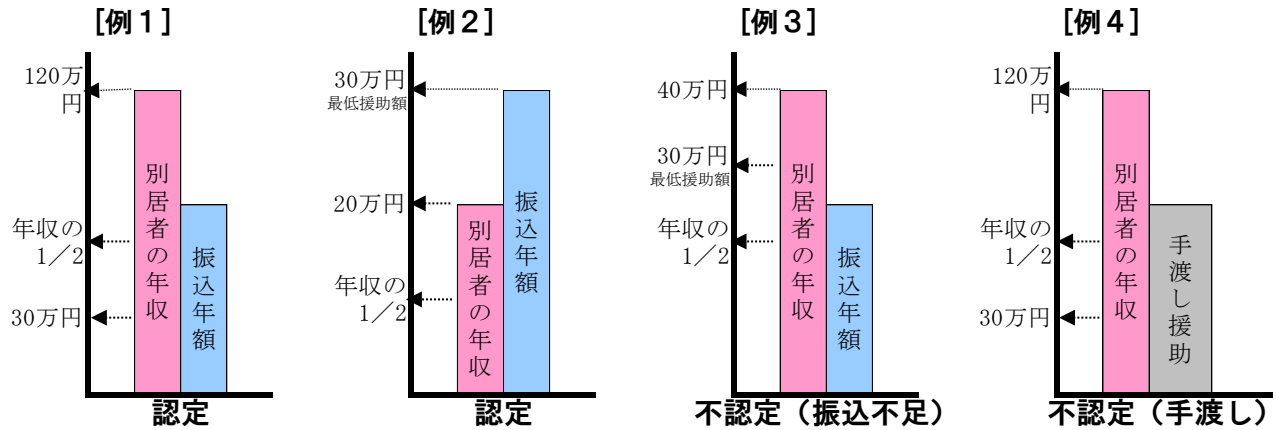 ［例１］
120万
円
年収の
１／２
30万円
別居者の年収
振込年額
認定
［例２］
30万円
最低援助額
20万円
年収の
１／２
別居者の年収
振込年額
認定
［例３］
40万円
30万円
最低援助額
年収の
１／２
別居者の年収
振込年額
不認定（振込不足）
［例４］
120万
円
年収の
１／２
30万円
別居者の年収
手渡し援助
不認定（手渡し）